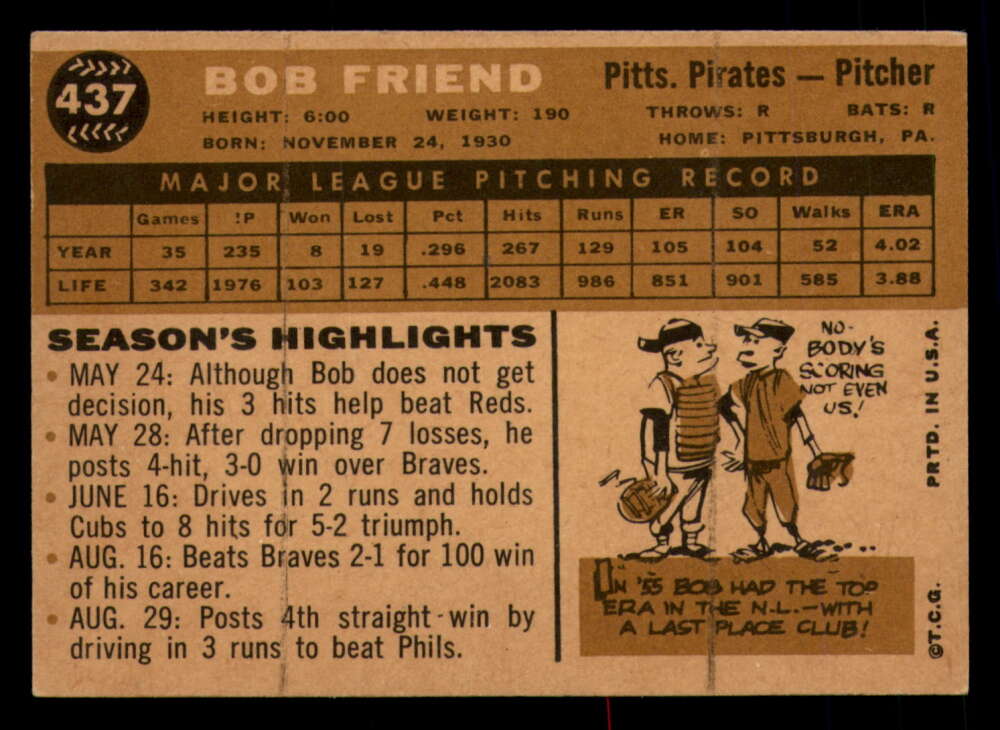 437
BOB FRIEND
Pitts. Pirates — Pitcher
HEIGHT: 6:00 WEIGHT: 190 THROWS: R BATS: R
BORN: NOVEMBER 24, 1930 HOME: PITTSBURGH, PA.
MAJOR LEAGUE PITCHING RECORD
Games IP Won Lost Pct Hits Runs ER SO Walks ERA
YEAR 35 235 8 19 .296 267 129 105 104 52 4.02
LIFE 342 1976 103 127 .448 2083 986 851 901 585 3.88
SEASON'S HIGHLIGHTS
• MAY 24: Although Bob does not get
decision, his 3 hits help beat Reds.
• MAY 28: After dropping 7 losses, he
posts 4-hit, 3-0 win over Braves.
• JUNE 16: Drives in 2 runs and holds
Cubs to 8 hits for 5-2 triumph.
• AUG. 16: Beats Braves 2-1 for 100 win
of his career.
• AUG. 29: Posts 4th straight win by
driving in 3 runs to beat Phils.
NO-
BODY'S
SCORING
NOT EVEN
US!
IN '55 BOB HAD THE TOP
ERA IN THE N.L.—WITH
A LAST PLACE CLUB!
PRTD. IN U.S.A.
©T.C.G.